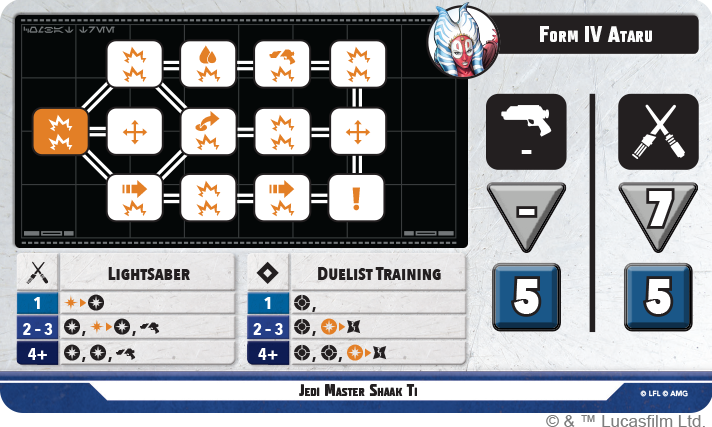 FORM IV ATARU
!
-
-
7
5
5
LIGHTSABER
1
2 - 3
4+
DUELIST TRAINING
1
2 - 3
4+
JEDI MASTER SHAAK TI
© LFL © AMG
© & ™ Lucasfilm Ltd.